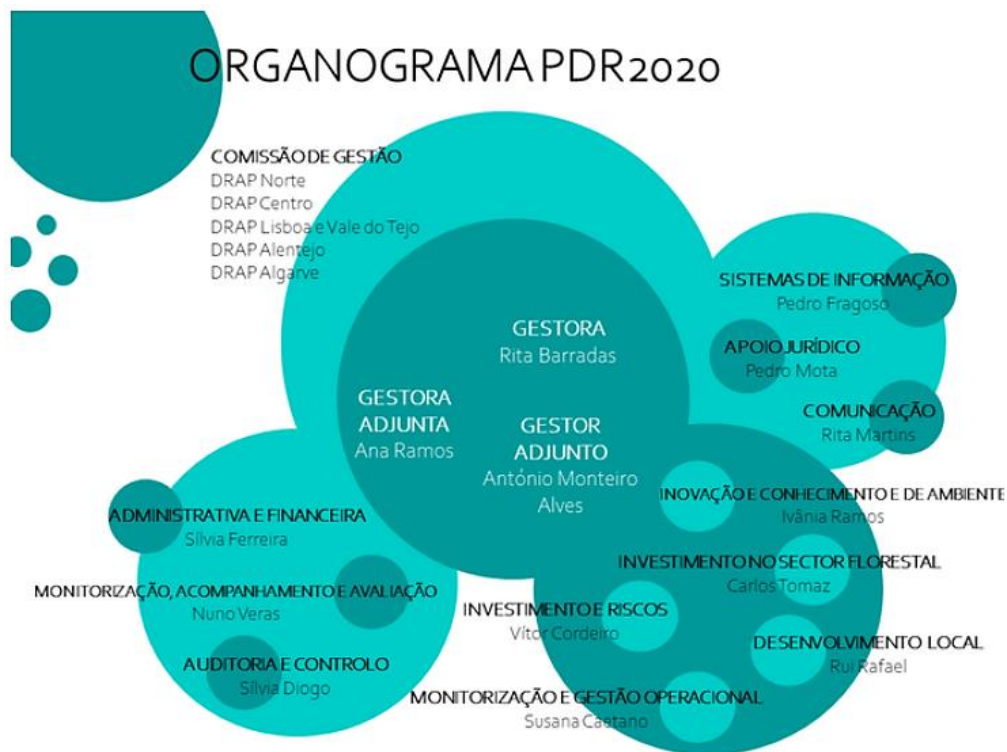 ORGANOGRAMA PDR2020
COMISSÃO DE GESTÃO
DRAP Norte
DRAP Centro
DRAP Lisboa e Vale do Tejo
DRAP Alentejo
DRAP Algarve
GESTORA
Rita Barradas
GESTORA
ADJUNTA
Ana Ramos
GESTOR
ADJUNTO
António Monteiro
Alves
SISTEMAS DE INFORMAÇÃO
Pedro Fragoso
APOIO JURÍDICO
Pedro Mota
COMUNICAÇÃO
Rita Martins
ADMINISTRATIVA E FINANCEIRA
Sílvia Ferreira
MONITORIZAÇÃO, ACOMPANHAMENTO E AVALIAÇÃO
Nuno Veras
AUDITORIA E CONTROLO
Sílvia Diogo
INOVAÇÃO E CONHECIMENTO E DE AMBIENTE
Ivânia Ramos
INVESTIMENTO NO SECTOR FLORESTAL
Carlos Tomaz
INVESTIMENTO E RISCOS
Vítor Cordeiro
DESENVOLVIMENTO LOCAL
Rui Rafael
MONITORIZAÇÃO E GESTÃO OPERACIONAL
Susana Caetano